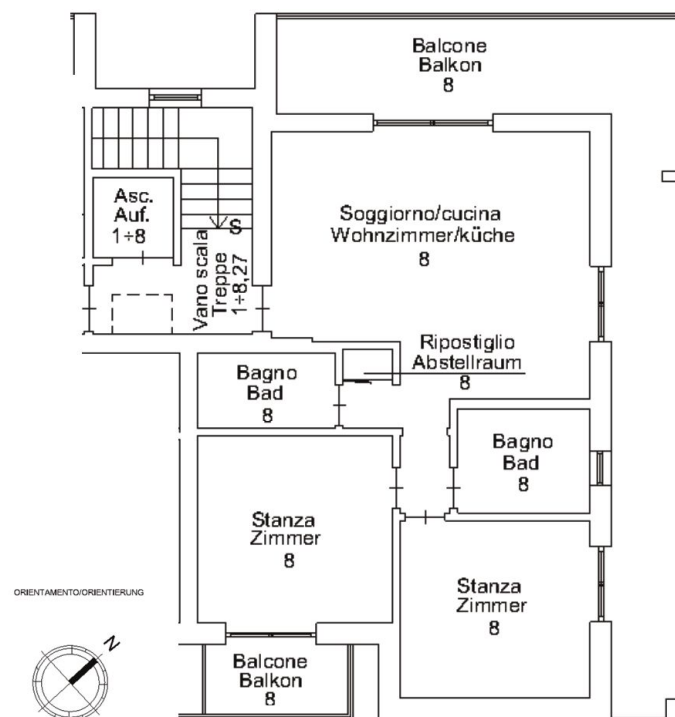 Balcone
Balkon
8
Asc.
Auf.
1÷8
S
Vano scala
Treppe
1÷8,27
Soggiorno/cucina
Wohnzimmer/küche
8
Ripostiglio
Abstellraum
8
Bagno
Bad
8
Bagno
Bad
8
Stanza
Zimmer
8
Stanza
Zimmer
8
ORIENTAMENTO/ORIENTIERUNG
N
Balcone
Balkon
8